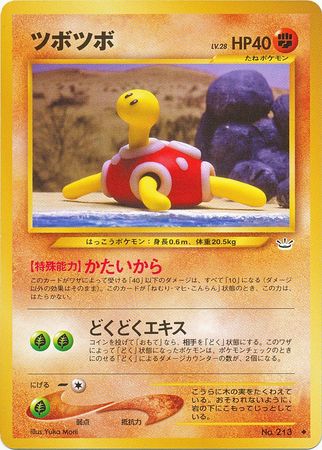 ツボツボ LV.28 HP40
たねポケモン
はっこうポケモン：身長0.6m、体重20.5kg
【特殊能力】かたいから
このカードがワザによって受ける「40」以下のダメージは、すべて「10」になる（ダメージ
以外の効果はそのまま）。このカードが「ねむり・マヒ・こんらん」状態のとき、この力は、
はたらかない。
どくどくエキス
コインを投げて「おもて」なら、相手を「どく」状態にする。このワザ
によって「どく」状態になったポケモンは、ポケモンチェックのとき
にのせる「どく」によるダメージカウンターの数が、2個になる。
にげる
弱点 抵抗力
こうらに木の実をたくわえて
いる。おそわれないように、
岩の下にこもってじっとして
いる。
illus. Yuka Morii
No. 213